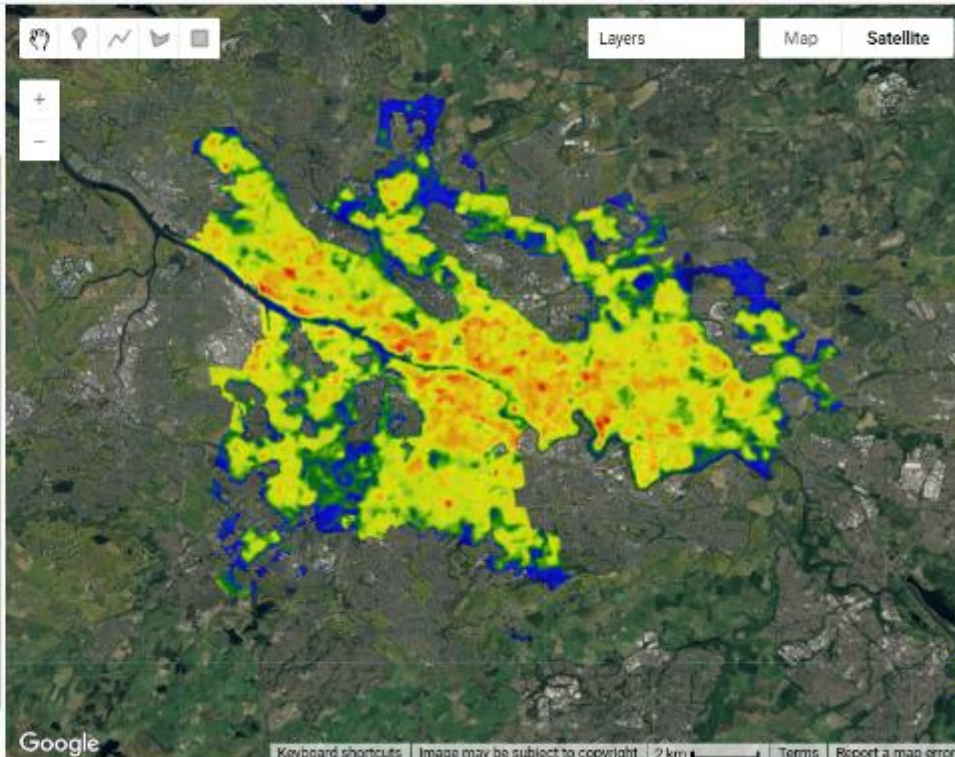 Layers
Map
Satellite
+
−
Google
Keyboard shortcuts
Image may be subject to copyright
2 km
Terms
Report a map error